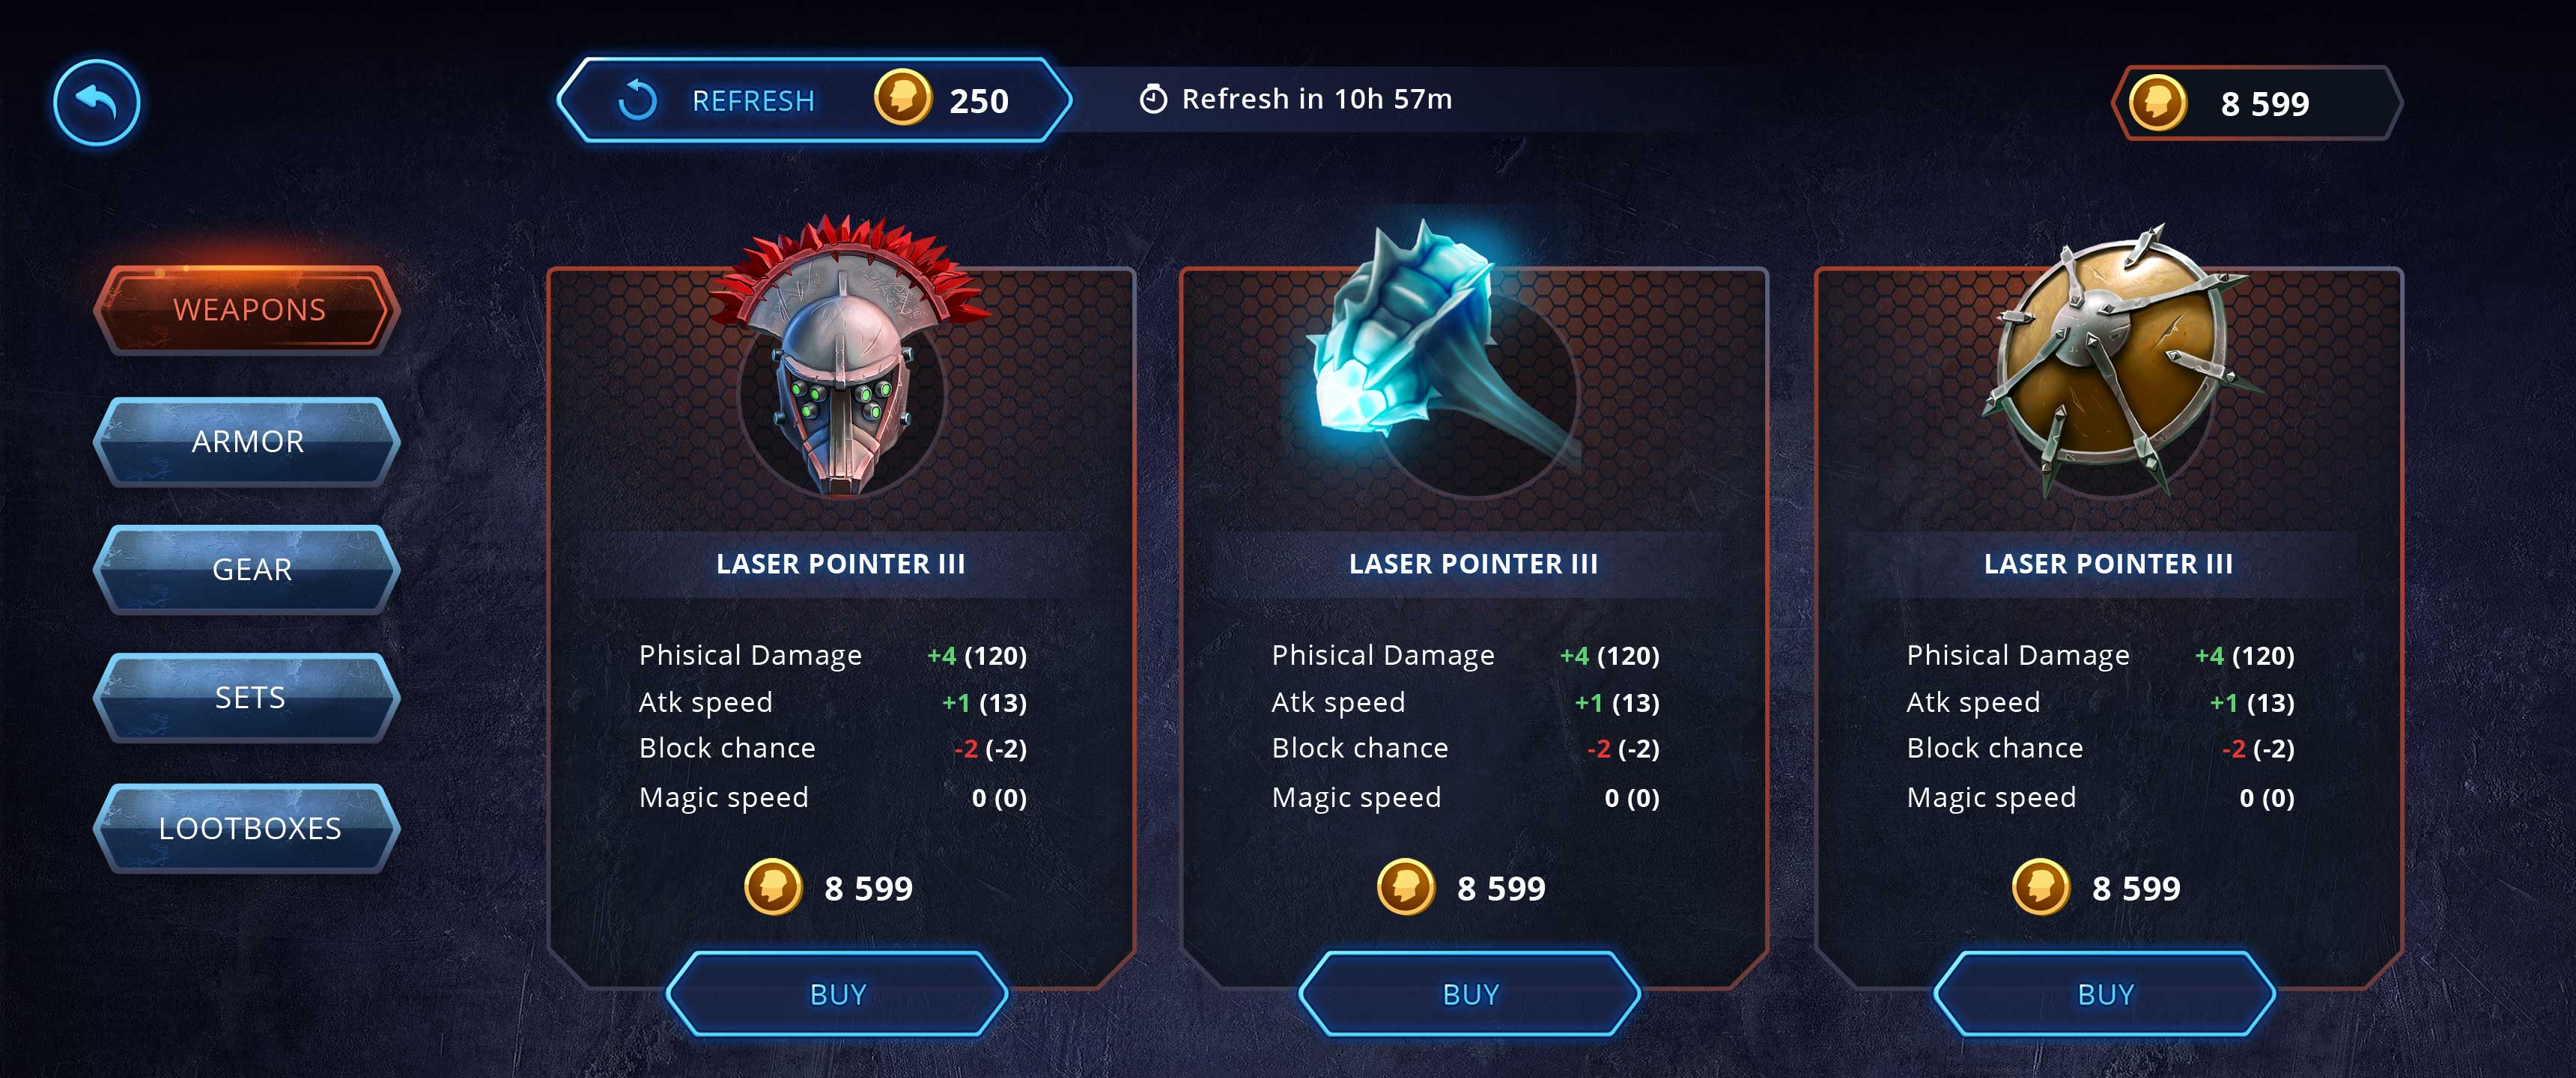 REFRESH 250
Refresh in 10h 57m
8 599
WEAPONS
ARMOR
GEAR
SETS
LOOTBOXES
LASER POINTER III
Phisical Damage +4 (120)
Atk speed +1 (13)
Block chance -2 (-2)
Magic speed 0 (0)
8 599
BUY
LASER POINTER III
Phisical Damage +4 (120)
Atk speed +1 (13)
Block chance -2 (-2)
Magic speed 0 (0)
8 599
BUY
LASER POINTER III
Phisical Damage +4 (120)
Atk speed +1 (13)
Block chance -2 (-2)
Magic speed 0 (0)
8 599
BUY